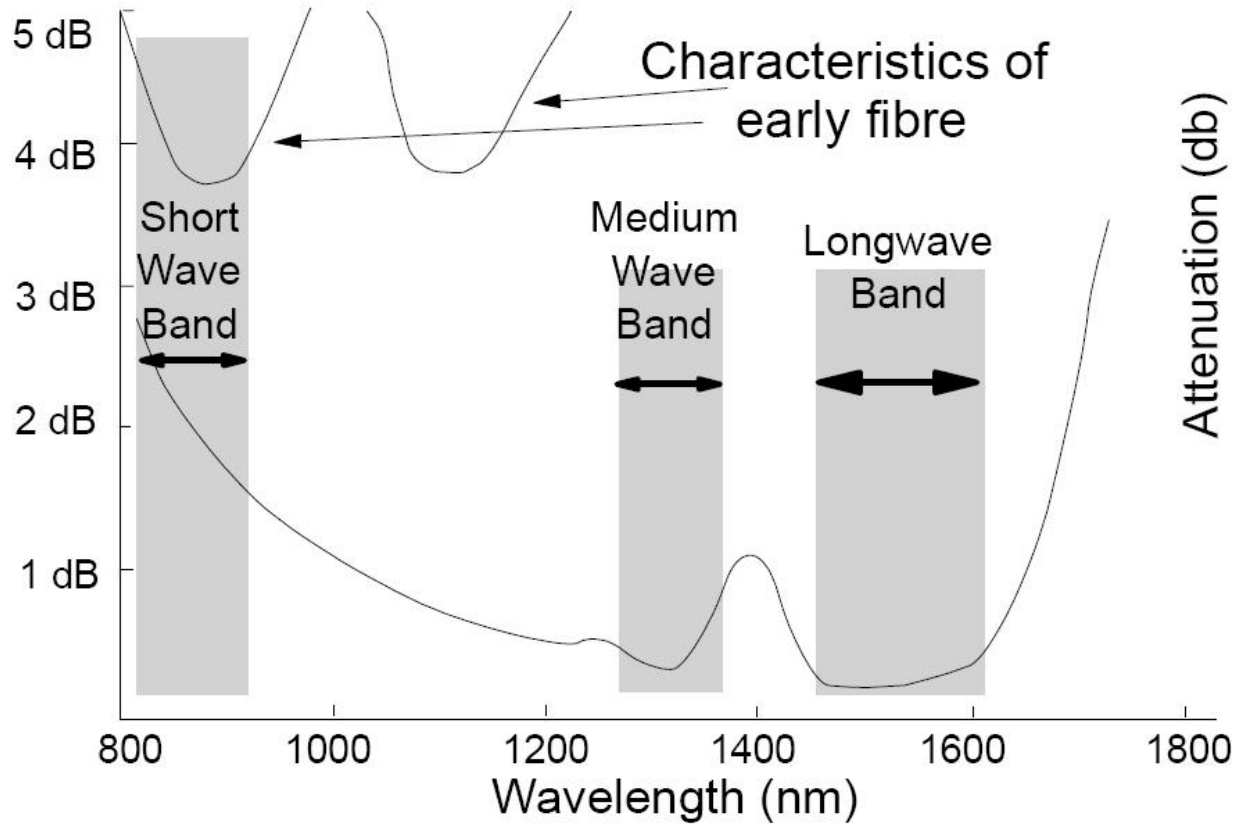 5 dB
4 dB
3 dB
2 dB
1 dB
Characteristics of
early fibre
Short
Wave
Band
Medium
Wave
Band
Longwave
Band
Attenuation (db)
800 1000 1200 1400 1600 1800
Wavelength (nm)